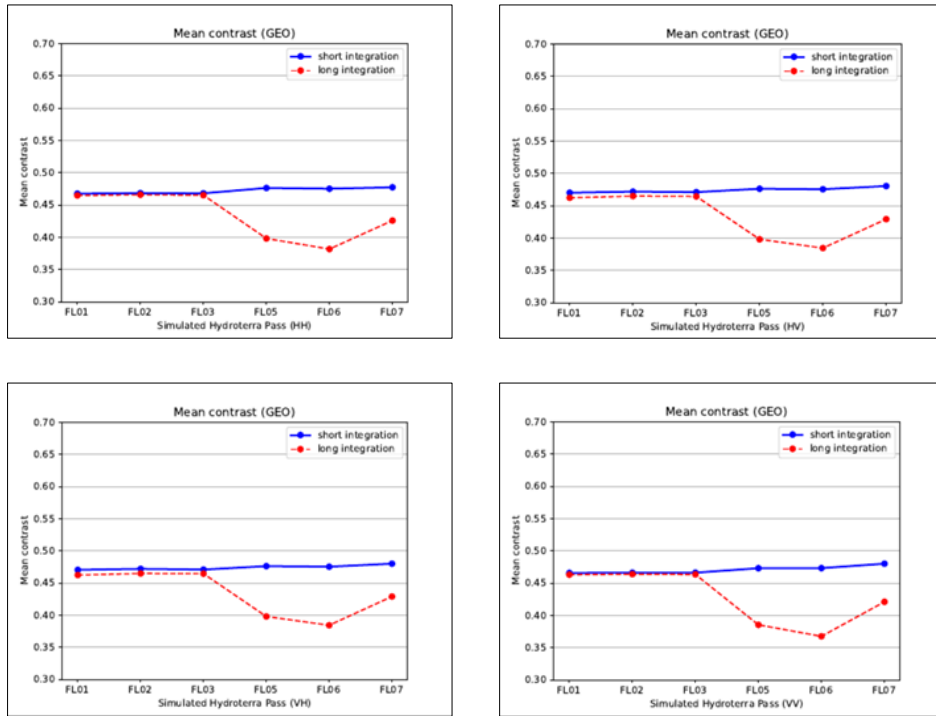 Mean contrast (GEO)
short integration
long integration
Mean contrast
0.70
0.65
0.60
0.55
0.50
0.45
0.40
0.35
0.30
FL01 FL02 FL03 FL05 FL06 FL07
Simulated Hydroterra Pass (HH)
Mean contrast (GEO)
short integration
long integration
Mean contrast
0.70
0.65
0.60
0.55
0.50
0.45
0.40
0.35
0.30
FL01 FL02 FL03 FL05 FL06 FL07
Simulated Hydroterra Pass (HV)
Mean contrast (GEO)
short integration
long integration
Mean contrast
0.70
0.65
0.60
0.55
0.50
0.45
0.40
0.35
0.30
FL01 FL02 FL03 FL05 FL06 FL07
Simulated Hydroterra Pass (VH)
Mean contrast (GEO)
short integration
long integration
Mean contrast
0.70
0.65
0.60
0.55
0.50
0.45
0.40
0.35
0.30
FL01 FL02 FL03 FL05 FL06 FL07
Simulated Hydroterra Pass (VV)